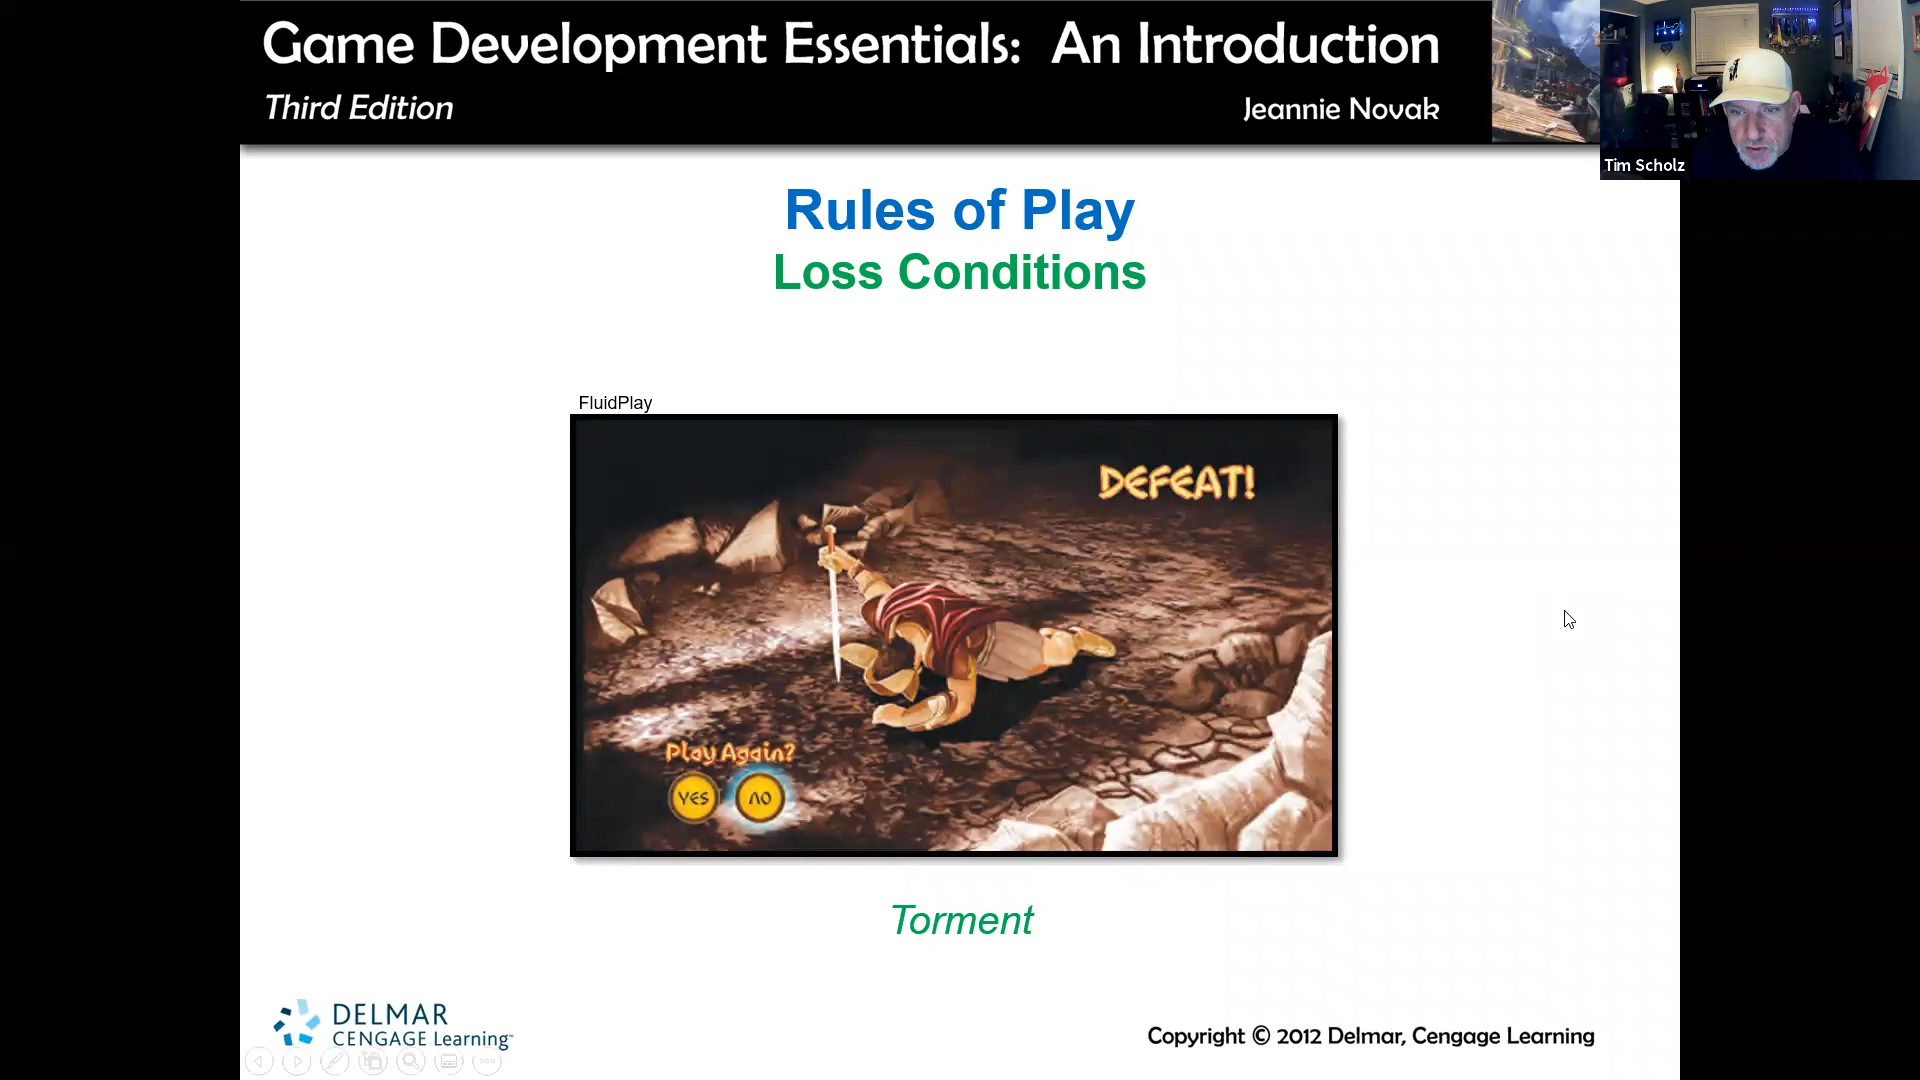 Game Development Essentials: An Introduction
Third Edition
Jeannie Novak
Tim Scholz
Rules of Play
Loss Conditions
FluidPlay
DEFEAT!
Play Again?
YES NO
Torment
DELMAR
CENGAGE Learning™
Copyright © 2012 Delmar, Cengage Learning